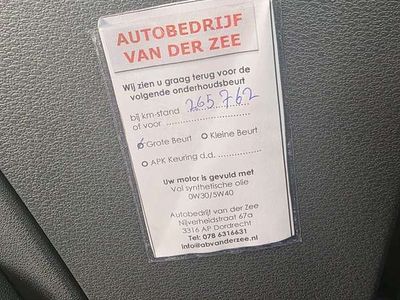 AUTOBEDRIJF
VAN DER ZEE
Wij zien u graag terug voor de
volgende onderhoudsbeurt
bij km-stand 265 762
of voor
Grote Beurt Kleine Beurt
APK Keuring d.d.
Uw motor is gevuld met
Vol synthetische olie
0W30/5W40
Autobedrijf van der Zee
Nijverheidstraat 67a
3316 AP Dordrecht
Tel: 078 6316631
info@abvanderzee.nl